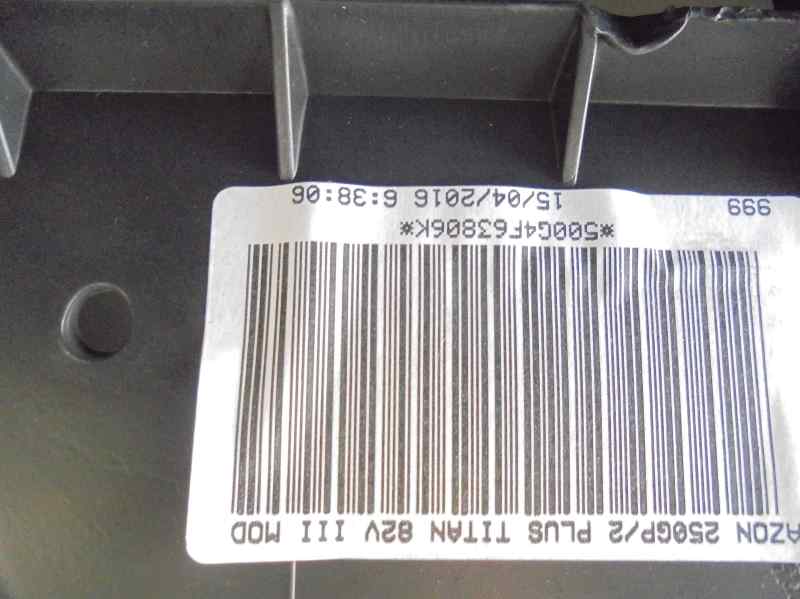 AZON 250GP/2 PLUS TITAN 82V III MOD
*500G4F63806K*
999 15/04/2016 6:38:06